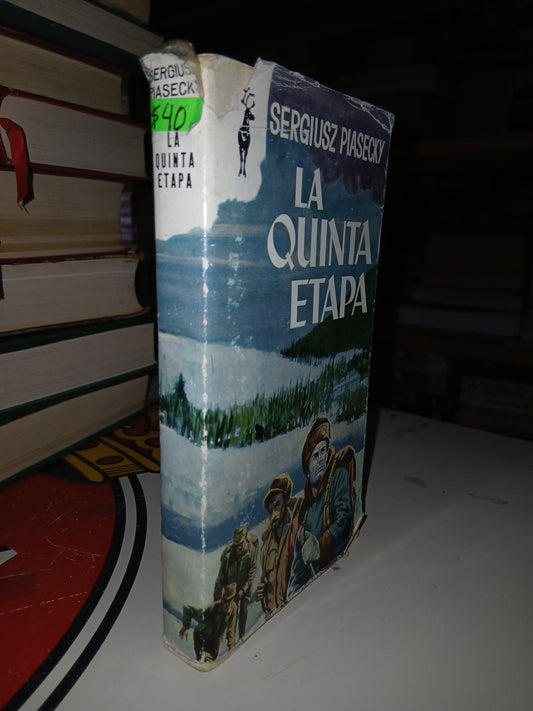 SERGIUSZ
PIASECKY
$40
LA
QUINTA
ETAPA
SERGIUSZ PIASECKY
LA
QUINTA
ETAPA